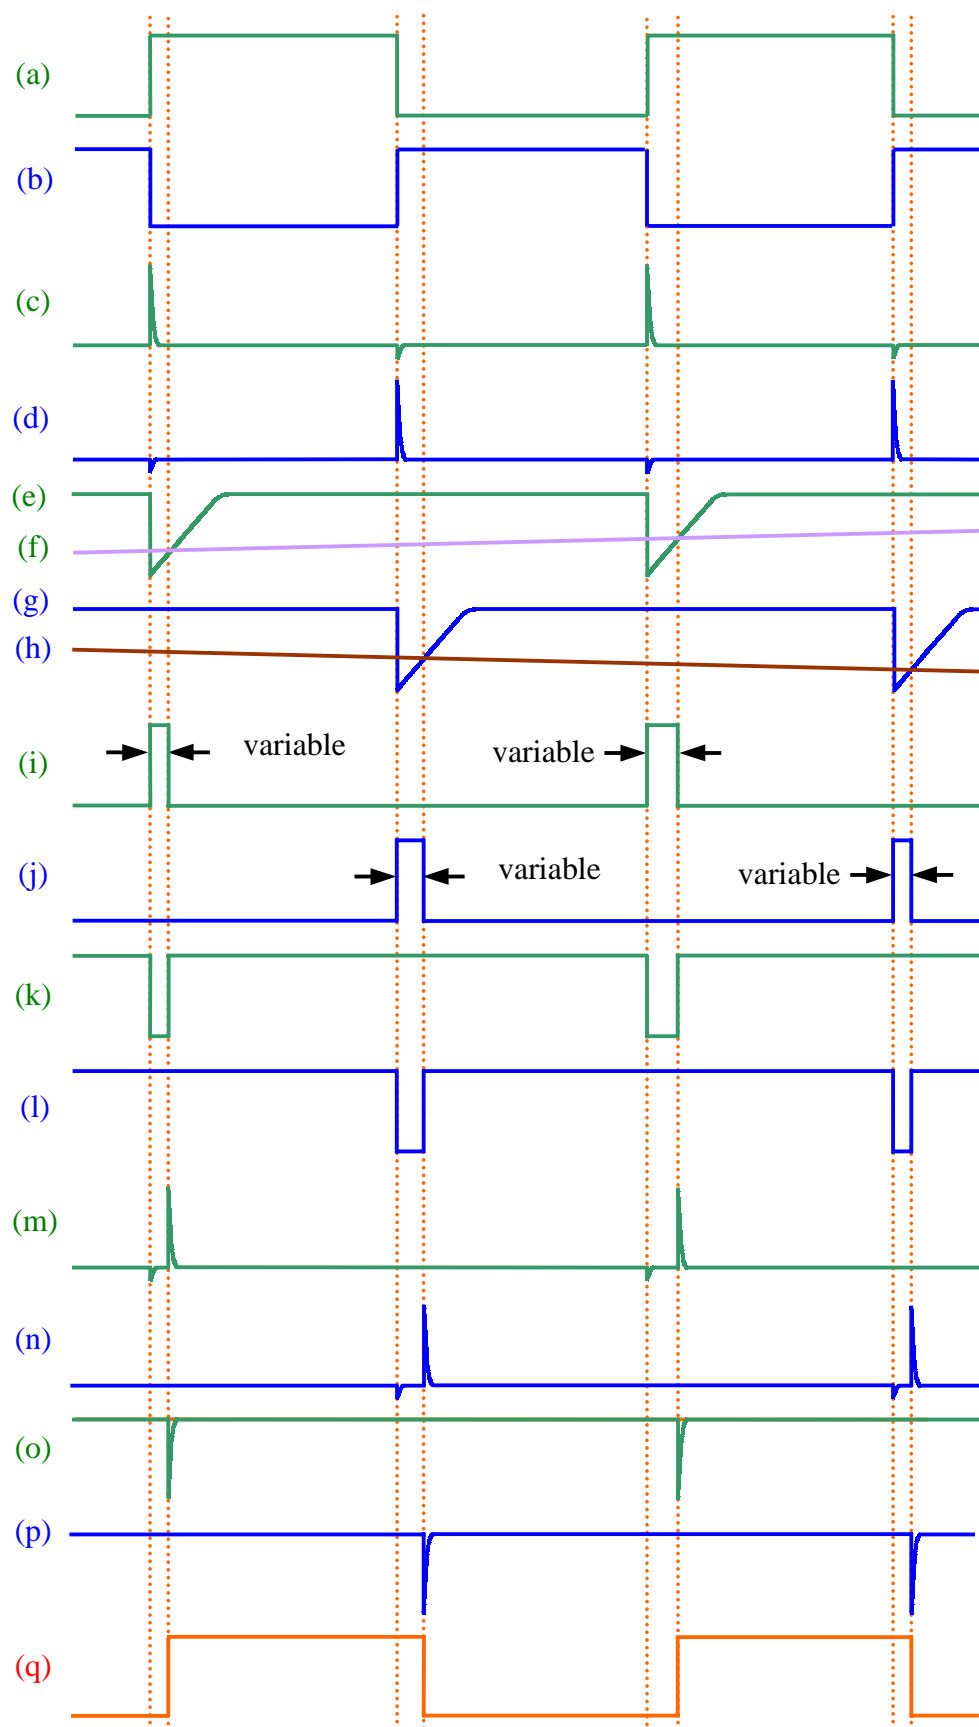 (a)
(b)
(c)
(d)
(e)
(f)
(g)
(h)
variable
variable
(i)
variable
variable
(j)
(k)
(l)
(m)
(n)
(o)
(p)
(q)